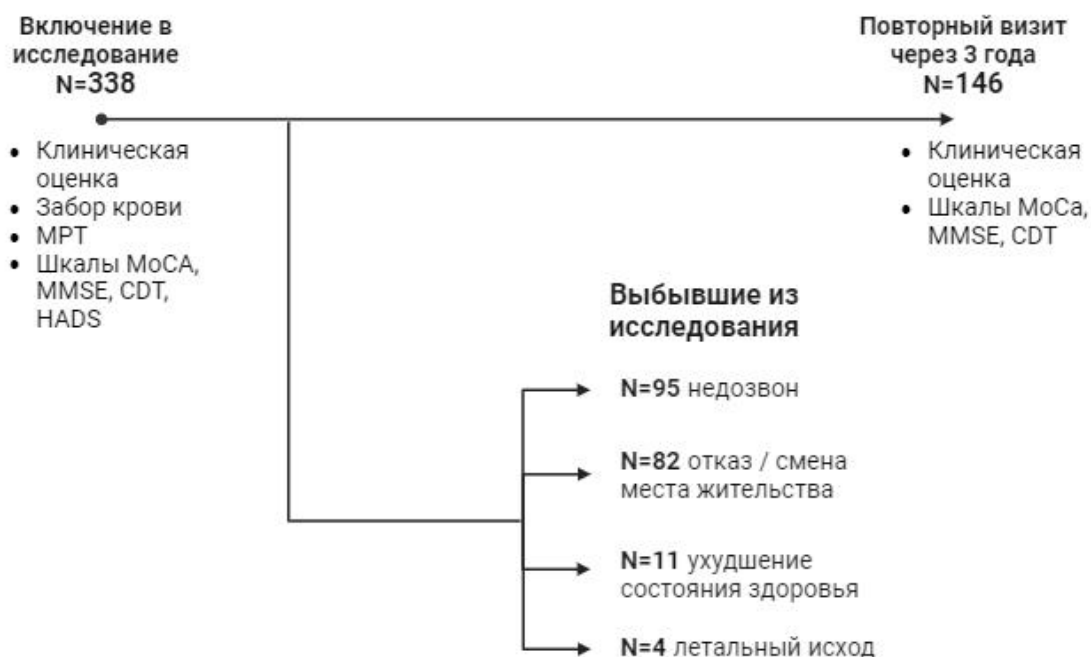 Включение в
исследование
N=338
• Клиническая
оценка
• Забор крови
• МРТ
• Шкалы MoCA,
MMSE, CDT,
HADS
Повторный визит
через 3 года
N=146
• Клиническая
оценка
• Шкалы MoCa,
MMSE, CDT
Выбывшие из
исследования
N=95 недозвон
N=82 отказ / смена
места жительства
N=11 ухудшение
состояния здоровья
N=4 летальный исход